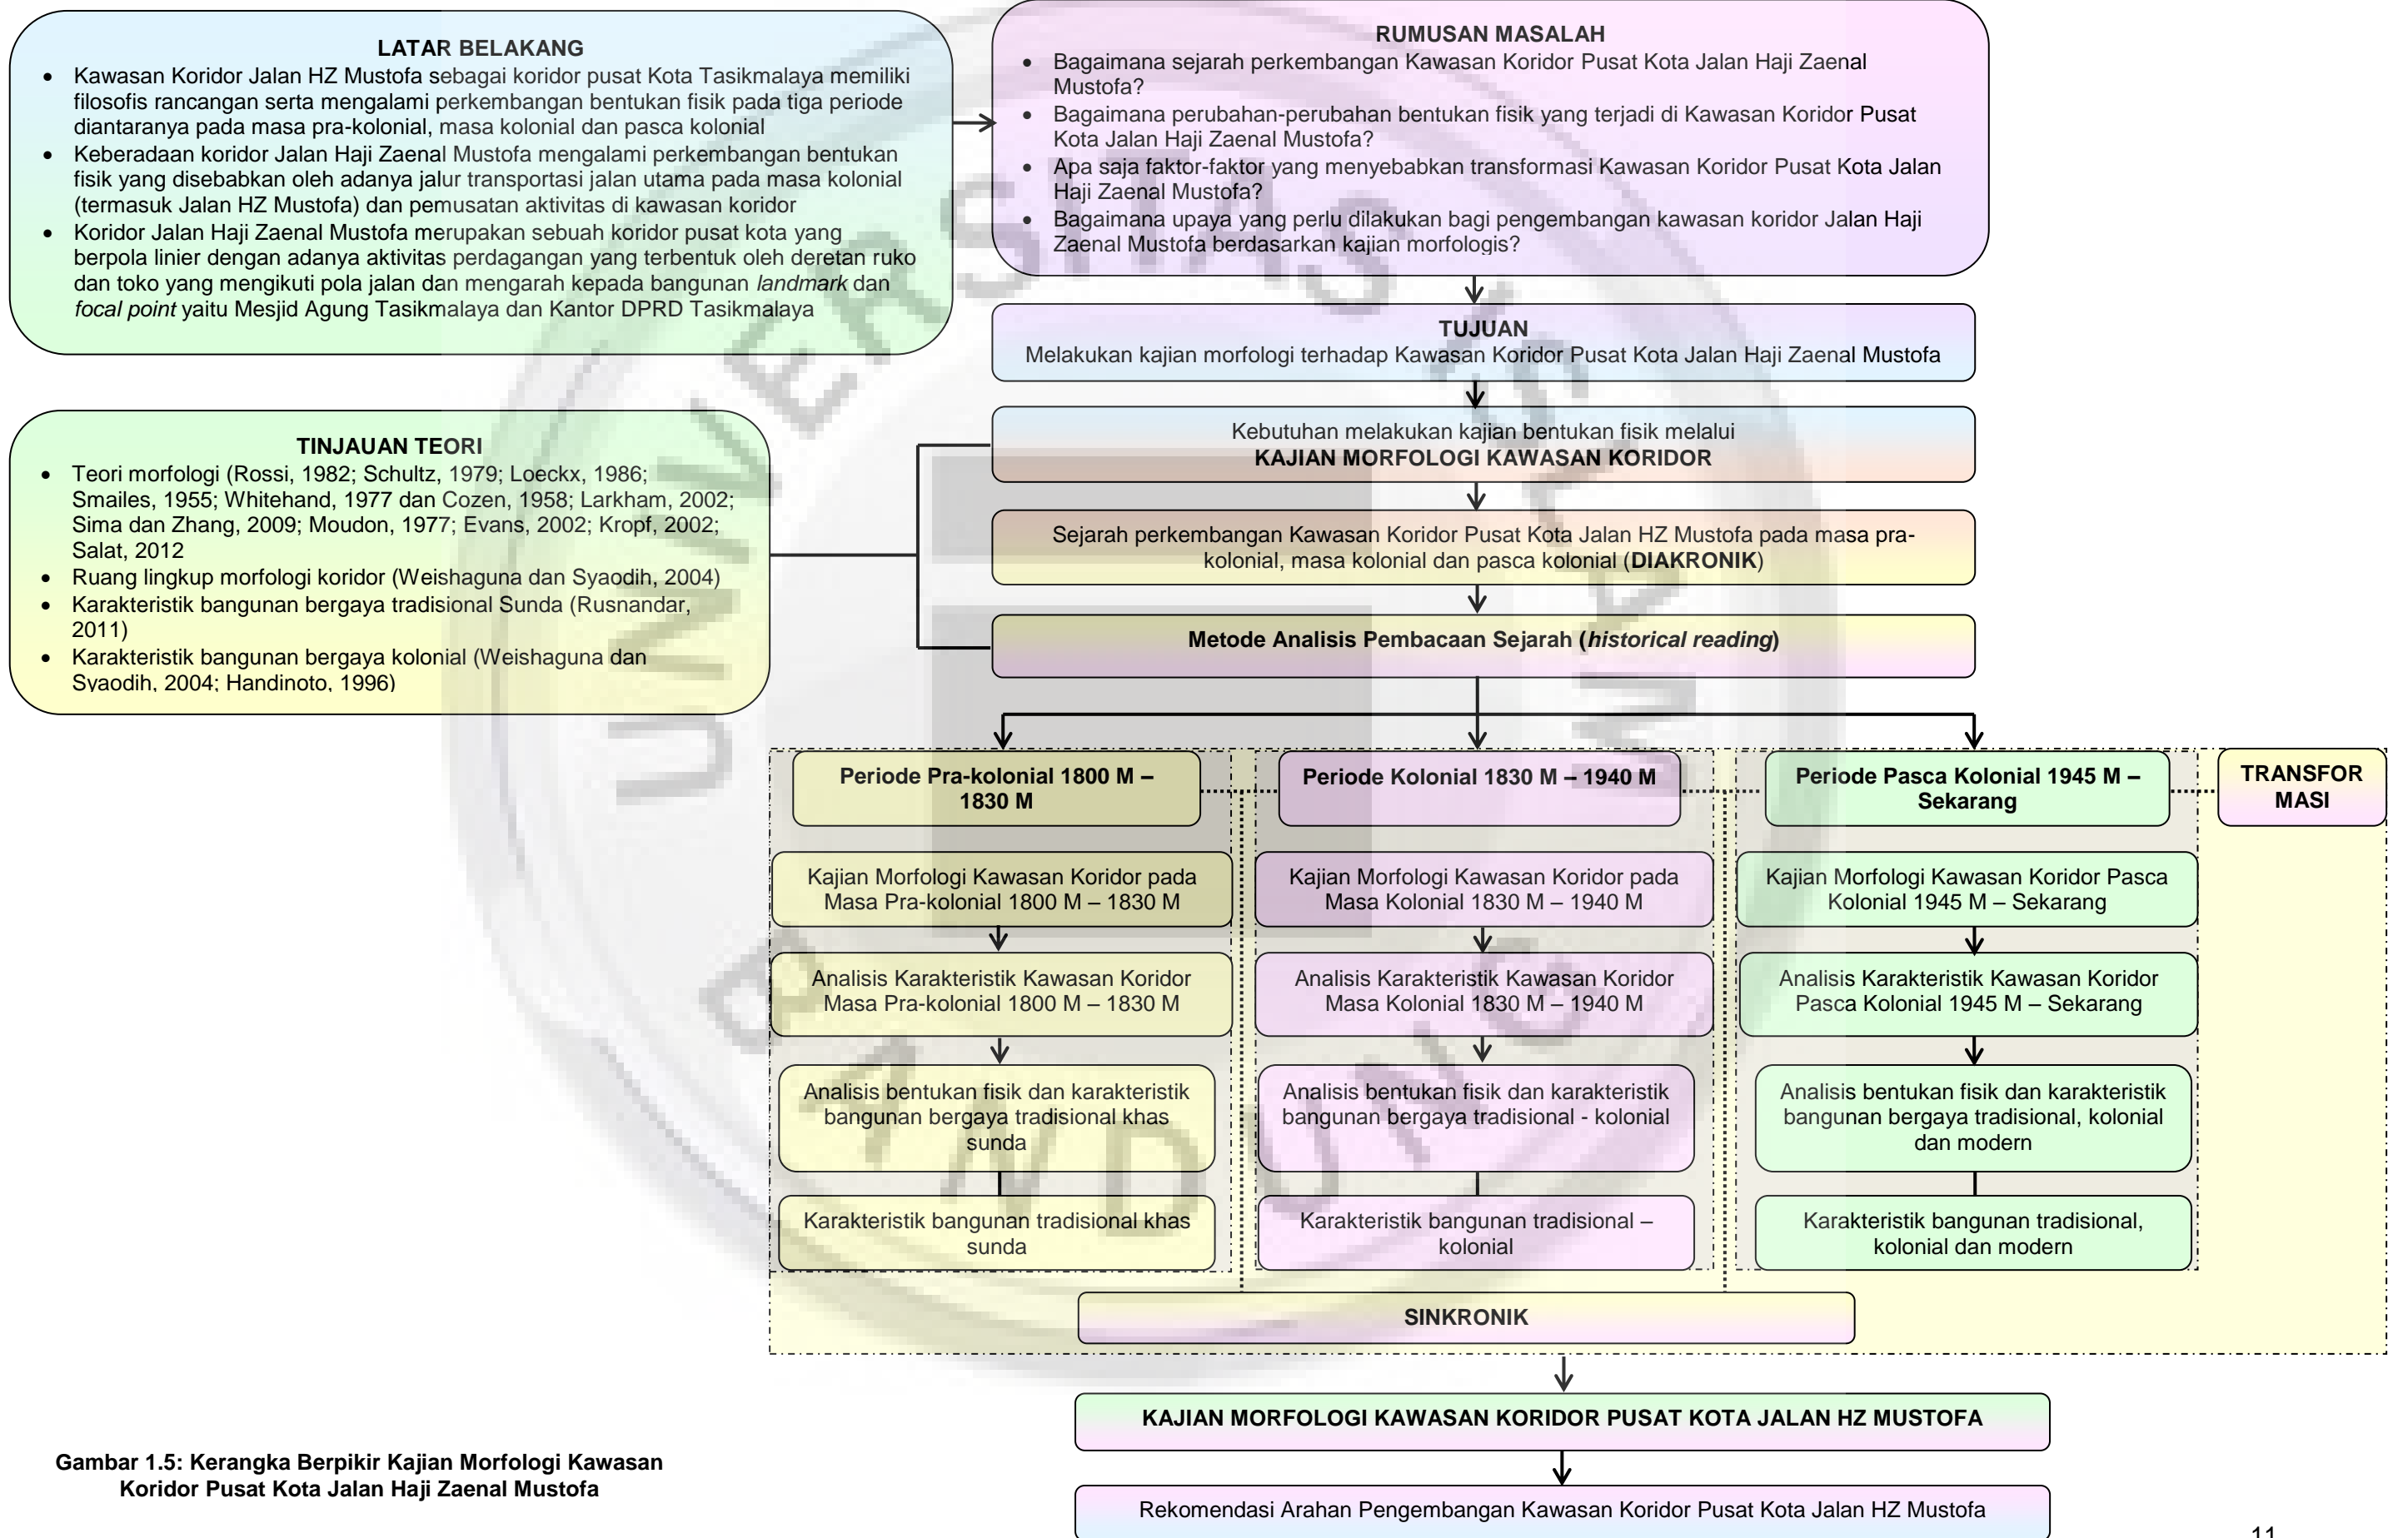 LATAR BELAKANG
• Kawasan Koridor Jalan HZ Mustofa sebagai koridor pusat Kota Tasikmalaya memiliki
filosofis rancangan serta mengalami perkembangan bentukan fisik pada tiga periode
diantaranya pada masa pra-kolonial, masa kolonial dan pasca kolonial
• Keberadaan koridor Jalan Haji Zaenal Mustofa mengalami perkembangan bentukan
fisik yang disebabkan oleh adanya jalur transportasi jalan utama pada masa kolonial
(termasuk Jalan HZ Mustofa) dan pemusatan aktivitas di kawasan koridor
• Koridor Jalan Haji Zaenal Mustofa merupakan sebuah koridor pusat kota yang
berpola linier dengan adanya aktivitas perdagangan yang terbentuk oleh deretan ruko
dan toko yang mengikuti pola jalan dan mengarah kepada bangunan landmark dan
focal point yaitu Mesjid Agung Tasikmalaya dan Kantor DPRD Tasikmalaya
RUMUSAN MASALAH
• Bagaimana sejarah perkembangan Kawasan Koridor Pusat Kota Jalan Haji Zaenal
Mustofa?
• Bagaimana perubahan-perubahan bentukan fisik yang terjadi di Kawasan Koridor Pusat
Kota Jalan Haji Zaenal Mustofa?
• Apa saja faktor-faktor yang menyebabkan transformasi Kawasan Koridor Pusat Kota Jalan
Haji Zaenal Mustofa?
• Bagaimana upaya yang perlu dilakukan bagi pengembangan kawasan koridor Jalan Haji
Zaenal Mustofa berdasarkan kajian morfologis?
TUJUAN
Melakukan kajian morfologi terhadap Kawasan Koridor Pusat Kota Jalan Haji Zaenal Mustofa
TINJAUAN TEORI
• Teori morfologi (Rossi, 1982; Schultz, 1979; Loeckx, 1986;
Smailes, 1955; Whitehand, 1977 dan Cozen, 1958; Larkham, 2002;
Sima dan Zhang, 2009; Moudon, 1977; Evans, 2002; Kropf, 2002;
Salat, 2012
• Ruang lingkup morfologi koridor (Weishaguna dan Syaodih, 2004)
• Karakteristik bangunan bergaya tradisional Sunda (Rusnandar,
2011)
• Karakteristik bangunan bergaya kolonial (Weishaguna dan
Syaodih, 2004; Handinoto, 1996)
Kebutuhan melakukan kajian bentukan fisik melalui
KAJIAN MORFOLOGI KAWASAN KORIDOR
Sejarah perkembangan Kawasan Koridor Pusat Kota Jalan HZ Mustofa pada masa pra-
kolonial, masa kolonial dan pasca kolonial (DIAKRONIK)
Metode Analisis Pembacaan Sejarah (historical reading)
Periode Pra-kolonial 1800 M –
1830 M
Periode Kolonial 1830 M – 1940 M
Periode Pasca Kolonial 1945 M –
Sekarang
TRANSFOR
MASI
Kajian Morfologi Kawasan Koridor pada
Masa Pra-kolonial 1800 M – 1830 M
Kajian Morfologi Kawasan Koridor pada
Masa Kolonial 1830 M – 1940 M
Kajian Morfologi Kawasan Koridor Pasca
Kolonial 1945 M – Sekarang
Analisis Karakteristik Kawasan Koridor
Masa Pra-kolonial 1800 M – 1830 M
Analisis Karakteristik Kawasan Koridor
Masa Kolonial 1830 M – 1940 M
Analisis Karakteristik Kawasan Koridor
Pasca Kolonial 1945 M – Sekarang
Analisis bentukan fisik dan karakteristik
bangunan bergaya tradisional khas
sunda
Analisis bentukan fisik dan karakteristik
bangunan bergaya tradisional - kolonial
Analisis bentukan fisik dan karakteristik
bangunan bergaya tradisional, kolonial
dan modern
Karakteristik bangunan tradisional khas
sunda
Karakteristik bangunan tradisional –
kolonial
Karakteristik bangunan tradisional,
kolonial dan modern
SINKRONIK
KAJIAN MORFOLOGI KAWASAN KORIDOR PUSAT KOTA JALAN HZ MUSTOFA
Rekomendasi Arahan Pengembangan Kawasan Koridor Pusat Kota Jalan HZ Mustofa
Gambar 1.5: Kerangka Berpikir Kajian Morfologi Kawasan
Koridor Pusat Kota Jalan Haji Zaenal Mustofa
11
UNIVERSITAS ISLAM
BANDUNG